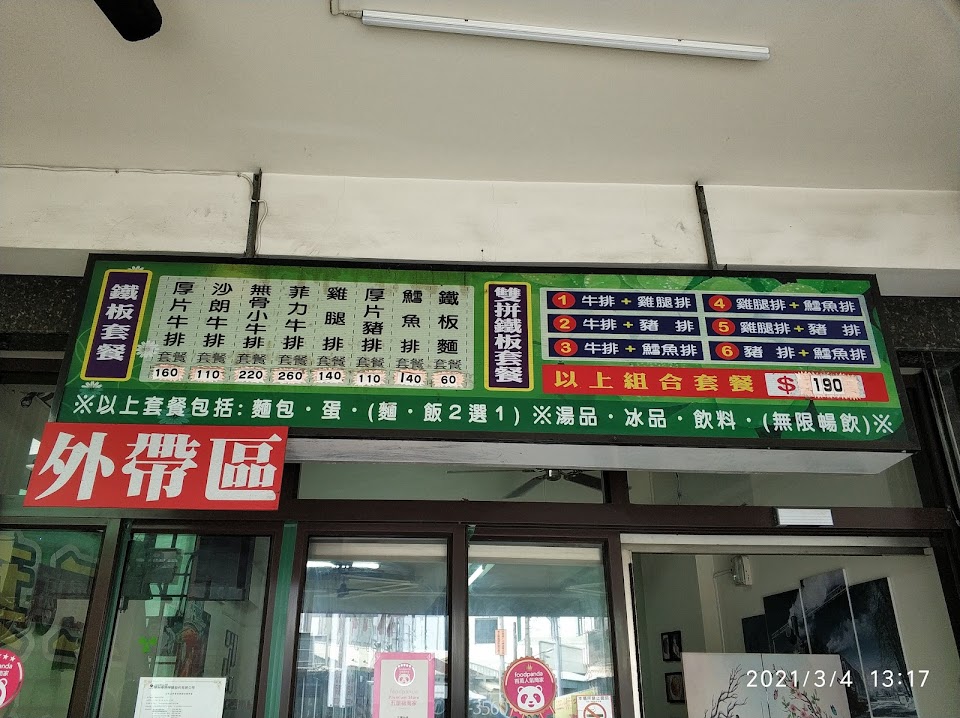 鐵板套餐
厚片牛排套餐 160
沙朗牛排套餐 110
無骨小牛排套餐 220
菲力牛排套餐 260
雞腿排套餐 140
厚片豬排套餐 110
鱈魚排套餐 140
鐵板麵套餐 60
雙拼鐵板套餐
1 牛排+雞腿排
2 牛排+豬排
3 牛排+鱈魚排
4 雞腿排+鱈魚排
5 雞腿排+豬排
6 豬排+鱈魚排
以上組合套餐 $ 190
※以上套餐包括:麵包·蛋·(麵·飯2選1)※湯品·冰品·飲料·(無限暢飲)※
外帶區
foodpanda
foodpanda
2021/3/4 13:17